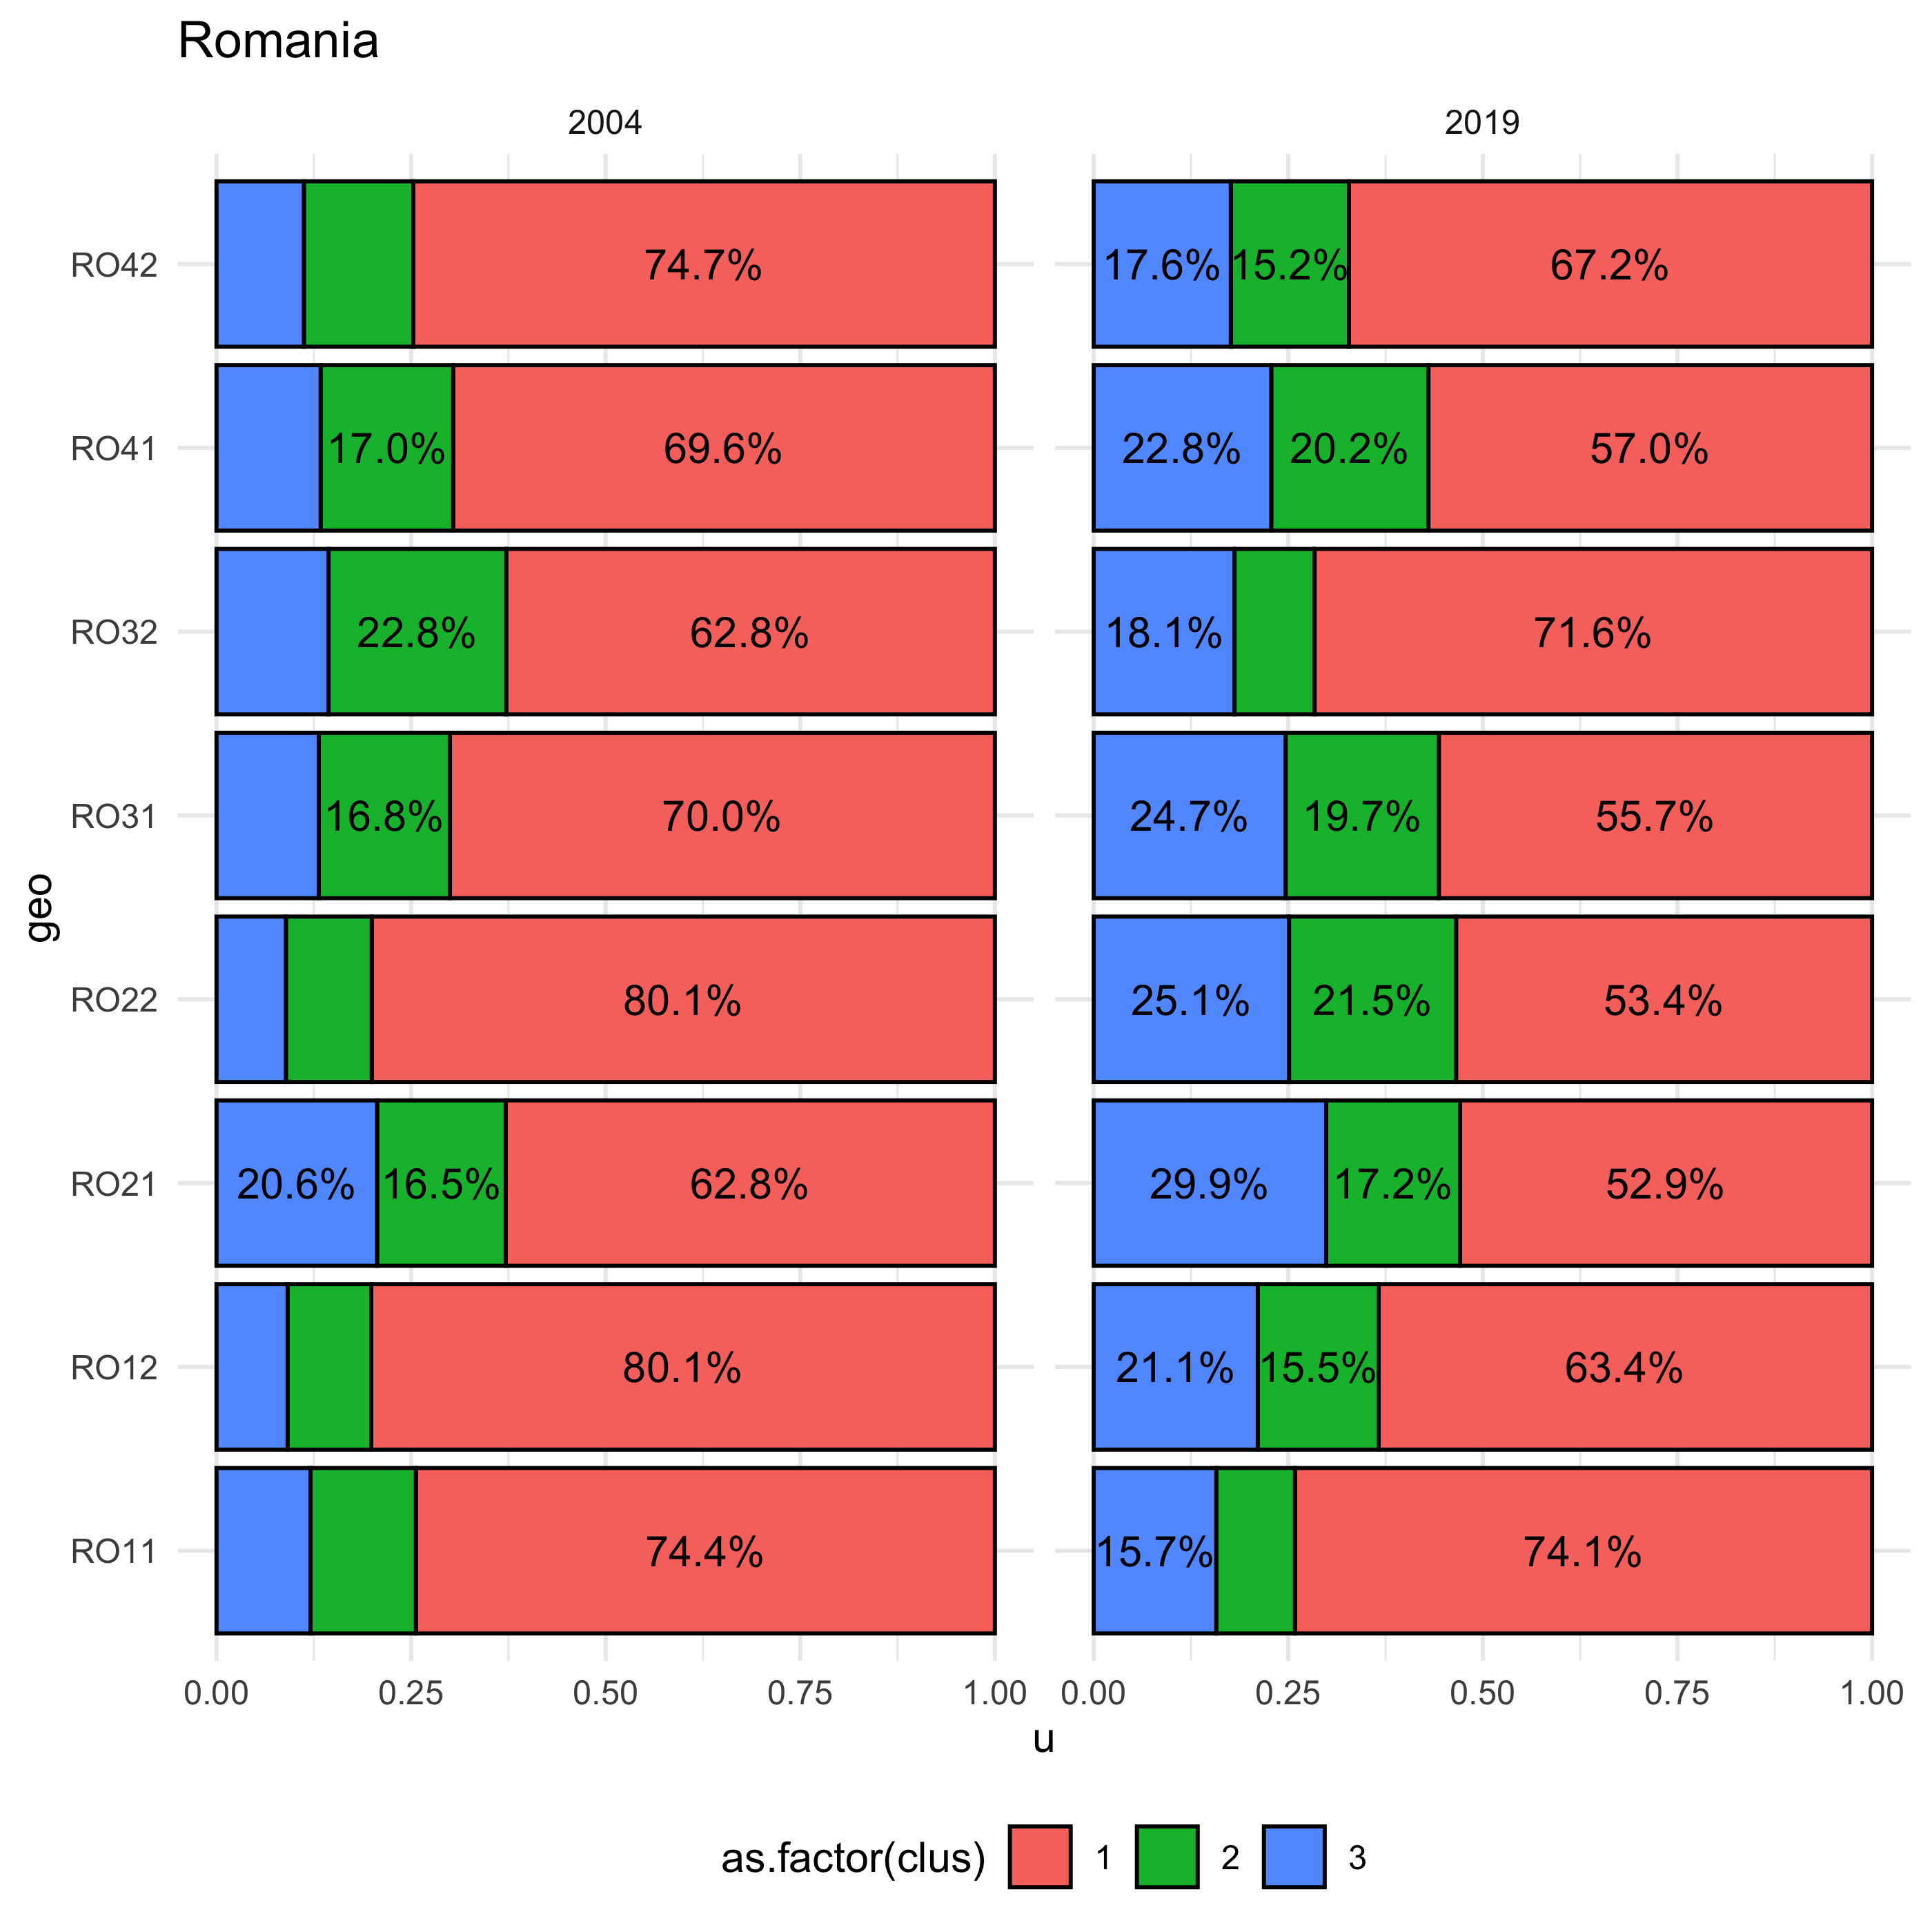 Romania
2004 2019
RO42 74.7% 17.6% 15.2% 67.2%
RO41 17.0% 69.6% 22.8% 20.2% 57.0%
RO32 22.8% 62.8% 18.1% 71.6%
RO31 16.8% 70.0% 24.7% 19.7% 55.7%
RO22 80.1% 25.1% 21.5% 53.4%
RO21 20.6% 16.5% 62.8% 29.9% 17.2% 52.9%
RO12 80.1% 21.1% 15.5% 63.4%
RO11 74.4% 15.7% 74.1%
geo
0.00 0.25 0.50 0.75 1.00 0.00 0.25 0.50 0.75 1.00
u
as.factor(clus) 1 2 3